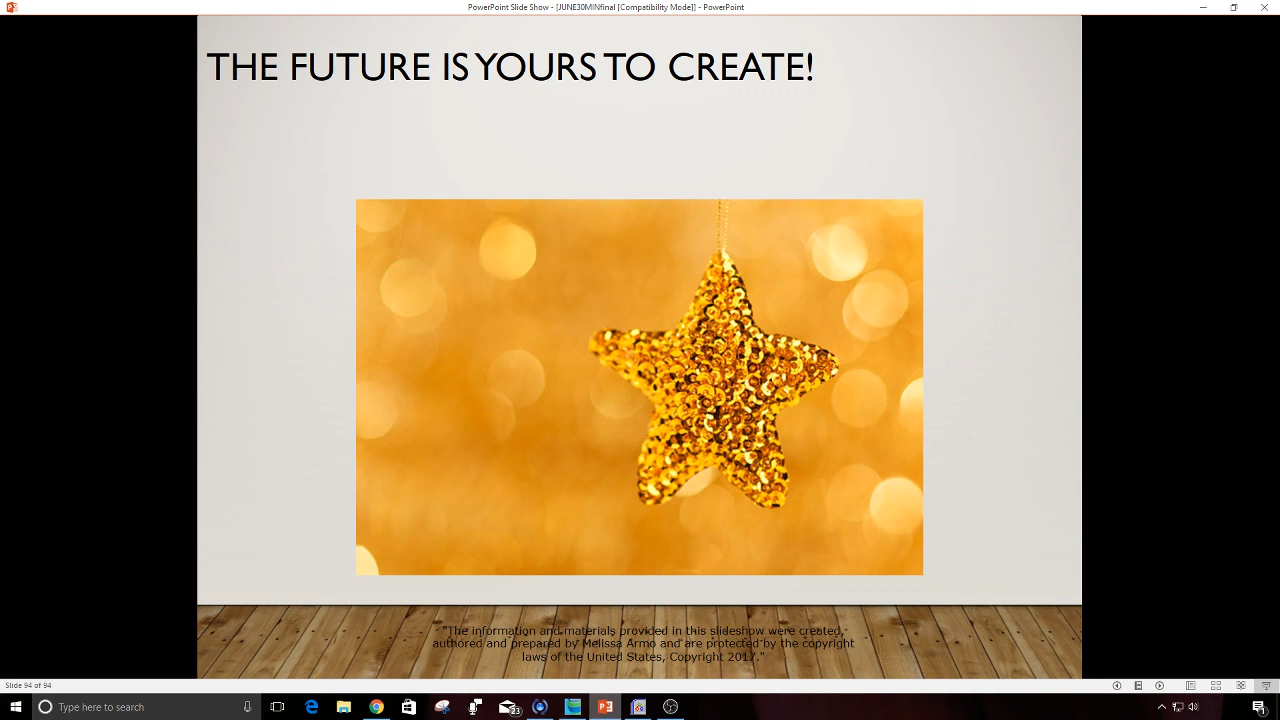 PowerPoint Slide Show - [JUNE30MINfinal [Compatibility Mode]] - PowerPoint
THE FUTURE IS YOURS TO CREATE!
"The information and materials provided in this slideshow were created,
authored and prepared by Melissa Armo and are protected by the copyright
laws of the United States, Copyright 2017."
Slide 94 of 94
Type here to search
23
1